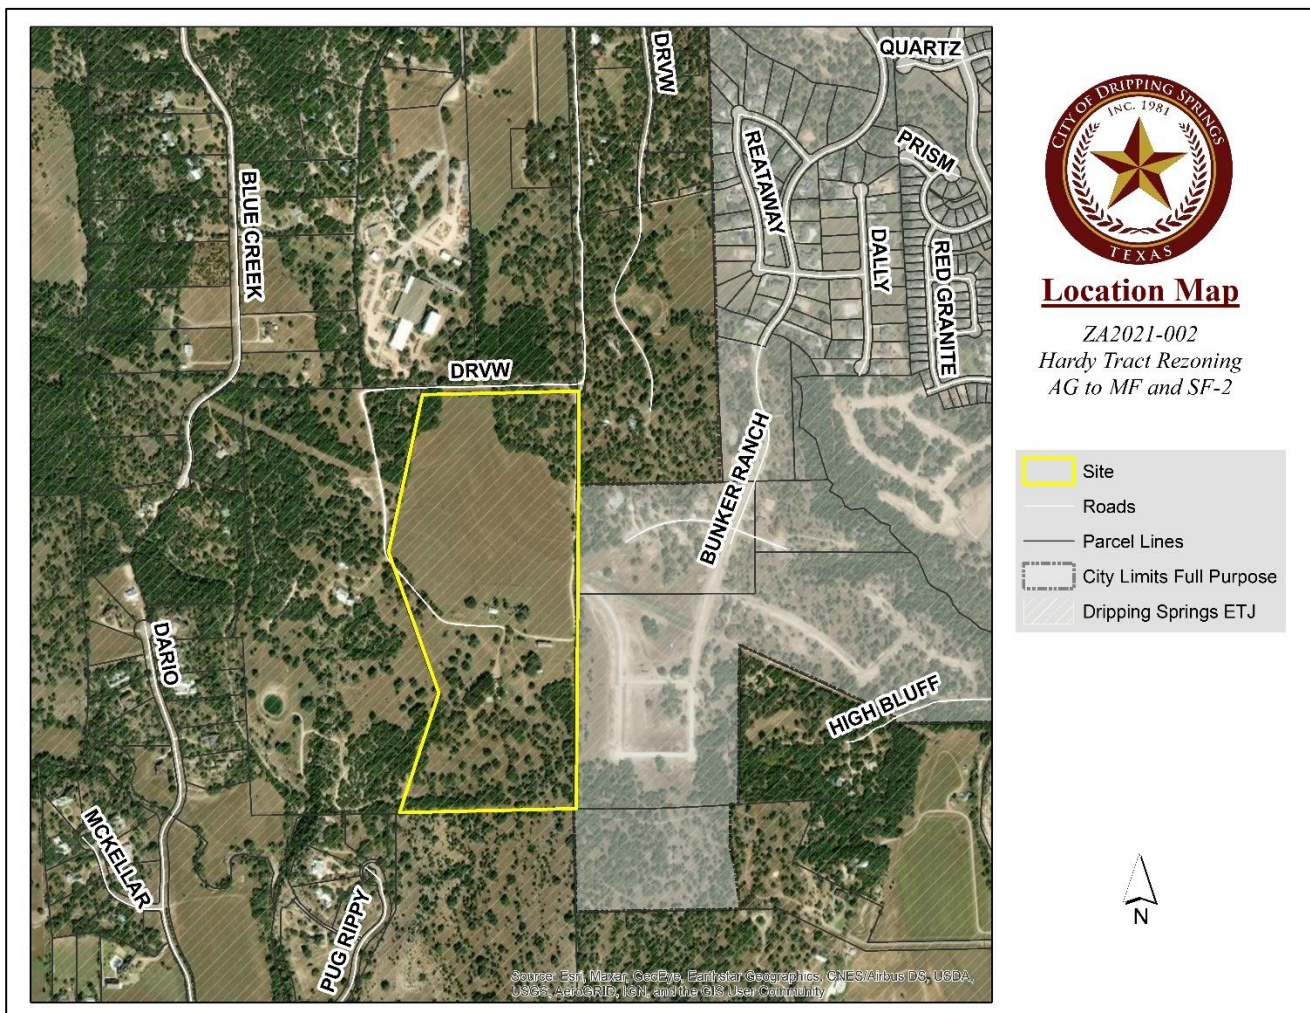 DRVW
QUARTZ
PRISM
REATAWAY
BLUE CREEK
DALLY
RED GRANITE
DRVW
BUNKER RANCH
DARIO
HIGH BLUFF
MCKELLAR
PUG RIPPY
Source: Esri, Maxar, GeoEye, Earthstar Geographics, CNES/Airbus DS, USDA,
USGS, AeroGRID, IGN, and the GIS User Community
CITY OF DRIPPING SPRINGS
INC. 1981
TEXAS
Location Map
ZA2021-002
Hardy Tract Rezoning
AG to MF and SF-2
Site
Roads
Parcel Lines
City Limits Full Purpose
Dripping Springs ETJ
N